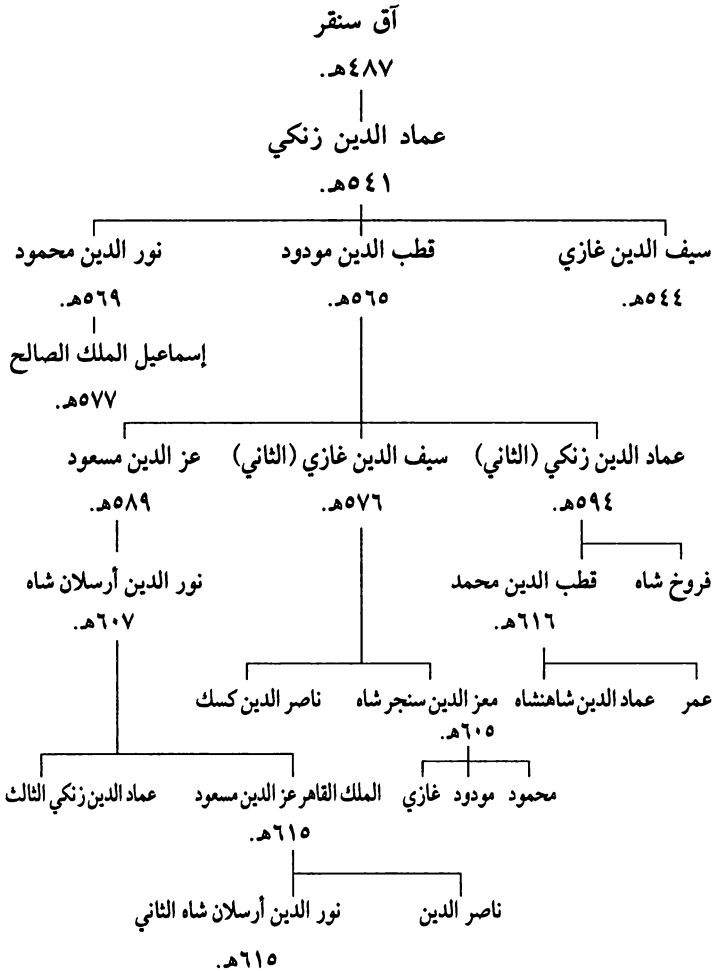 آق سنقر
٤٨٧هـ.
عماد الدين زنكي
٥٤١هـ.
سيف الدين غازي قطب الدين مودود نور الدين محمود
٥٤٤هـ. ٥٦٥هـ. ٥٦٩هـ.
إسماعيل الملك الصالح
٥٧٧هـ.
عماد الدين زنكي (الثاني) سيف الدين غازي (الثاني) عز الدين مسعود
٥٩٤هـ. ٥٧٦هـ. ٥٨٩هـ.
فروخ شاه قطب الدين محمد نور الدين أرسلان شاه
٦١٦هـ. ٦٠٧هـ.
عمر عماد الدين شاهنشاه معز الدين سنجر شاه ناصر الدين كسك
٦٠٥هـ.
محمود مودود غازي الملك القاهر عز الدين مسعود عماد الدين زنكي الثالث
٦١٥هـ.
ناصر الدين نور الدين أرسلان شاه الثاني
٦١٥هـ.